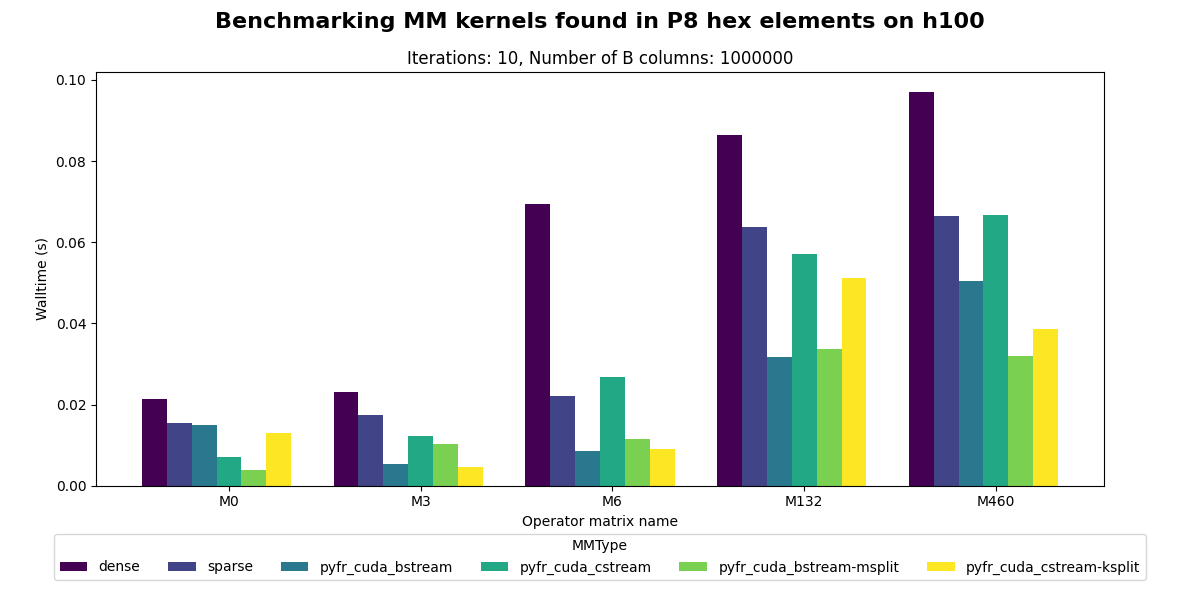 Benchmarking MM kernels found in P8 hex elements on h100
Iterations: 10, Number of B columns: 1000000
0.10
0.08
0.06
0.04
0.02
0.00
Walltime (s)
M0 M3 M6 M132 M460
Operator matrix name
MMType
dense sparse pyfr_cuda_bstream pyfr_cuda_cstream pyfr_cuda_bstream-msplit pyfr_cuda_cstream-ksplit